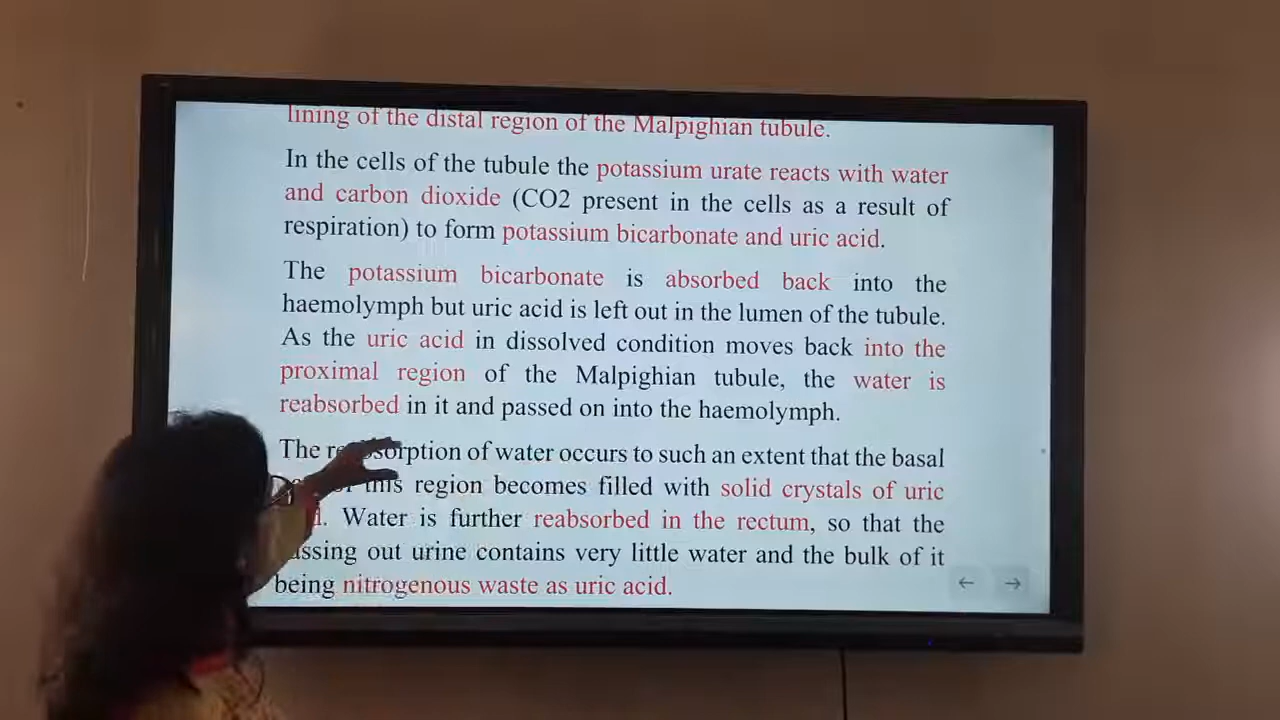 lining of the distal region of the Malpighian tubule.
In the cells of the tubule the potassium urate reacts with water
and carbon dioxide (CO2 present in the cells as a result of
respiration) to form potassium bicarbonate and uric acid.
The potassium bicarbonate is absorbed back into the
haemolymph but uric acid is left out in the lumen of the tubule.
As the uric acid in dissolved condition moves back into the
proximal region of the Malpighian tubule, the water is
reabsorbed in it and passed on into the haemolymph.
The reabsorption of water occurs to such an extent that the basal
this region becomes filled with solid crystals of uric
Water is further reabsorbed in the rectum, so that the
passing out urine contains very little water and the bulk of it
being nitrogenous waste as uric acid.